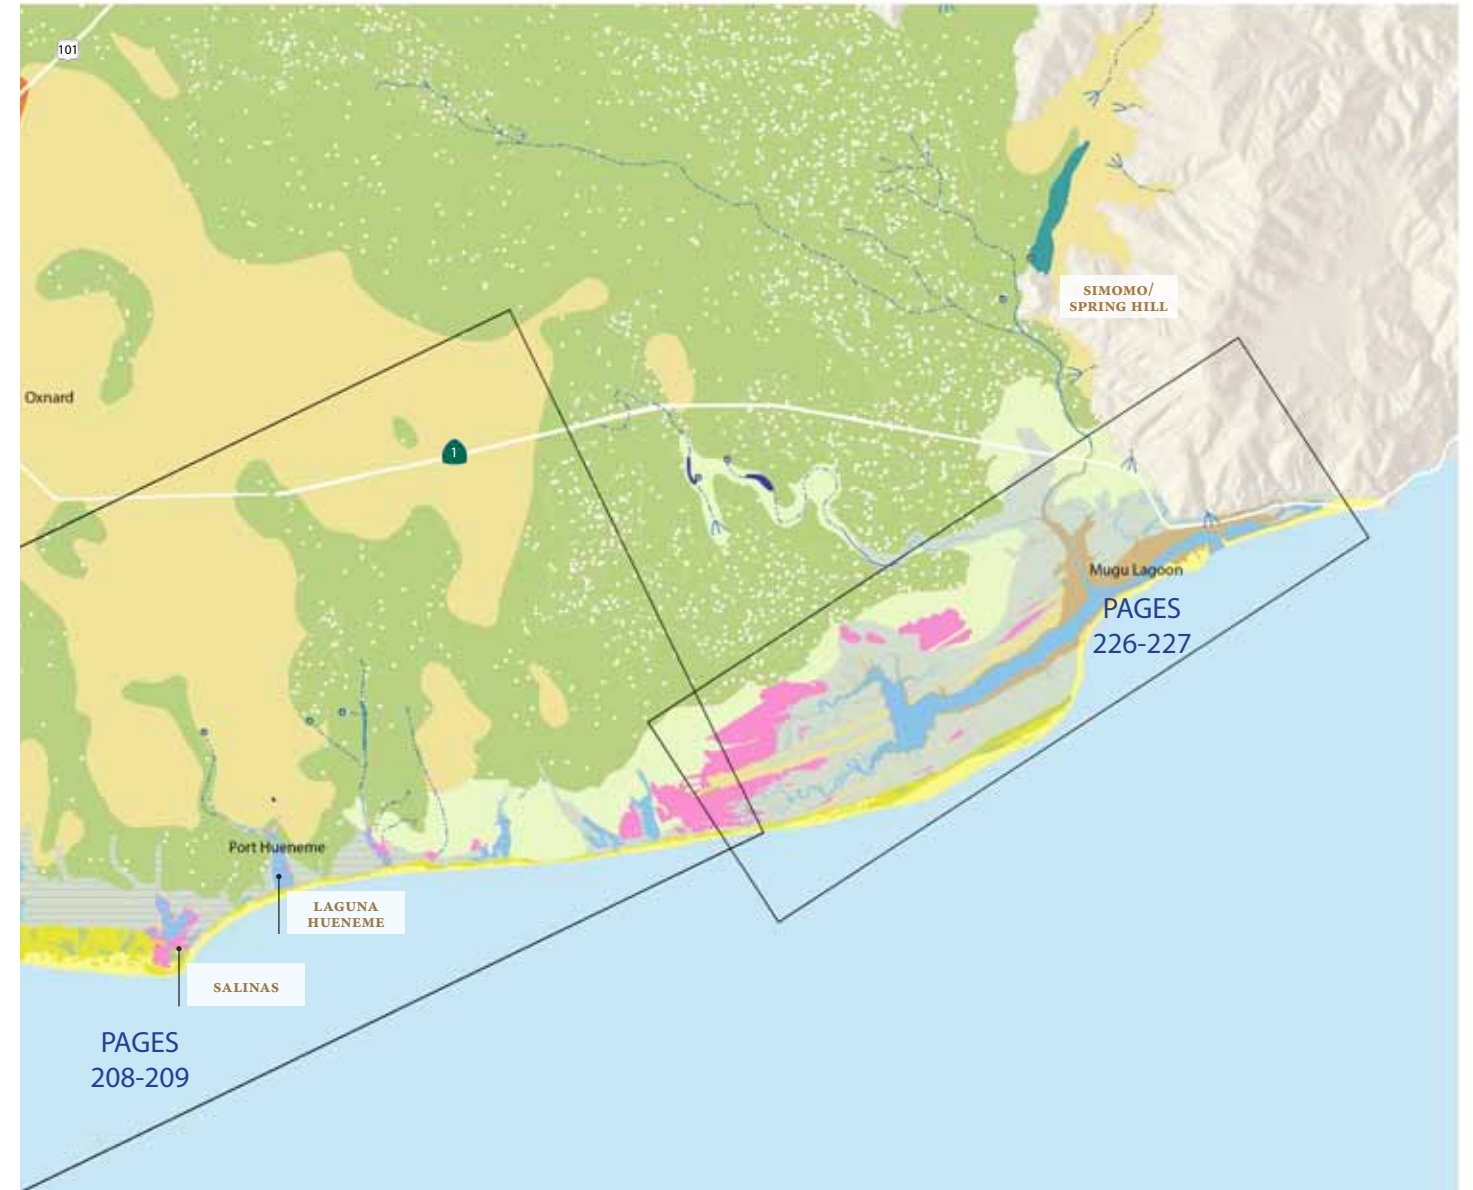 101
SIMOMO/
SPRING HILL
Oxnard
1
Mugu Lagoon
PAGES
226-227
Port Hueneme
LAGUNA
HUENEME
SALINAS
PAGES
208-209